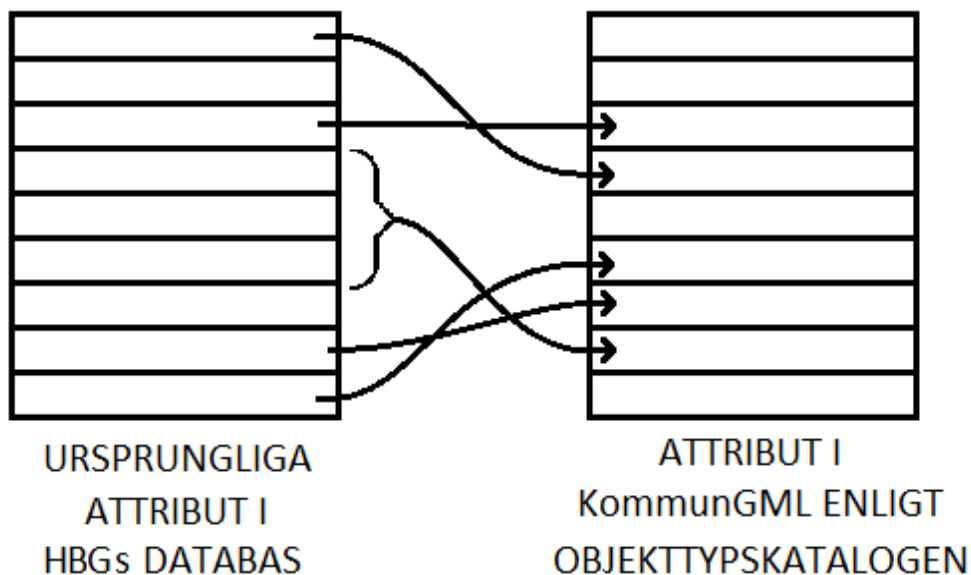 URSPRUNGLIGA
ATTRIBUT I
HBGs DATABAS
ATTRIBUT I
KommunGML ENLIGT
OBJEKTTYPSKATALOGEN